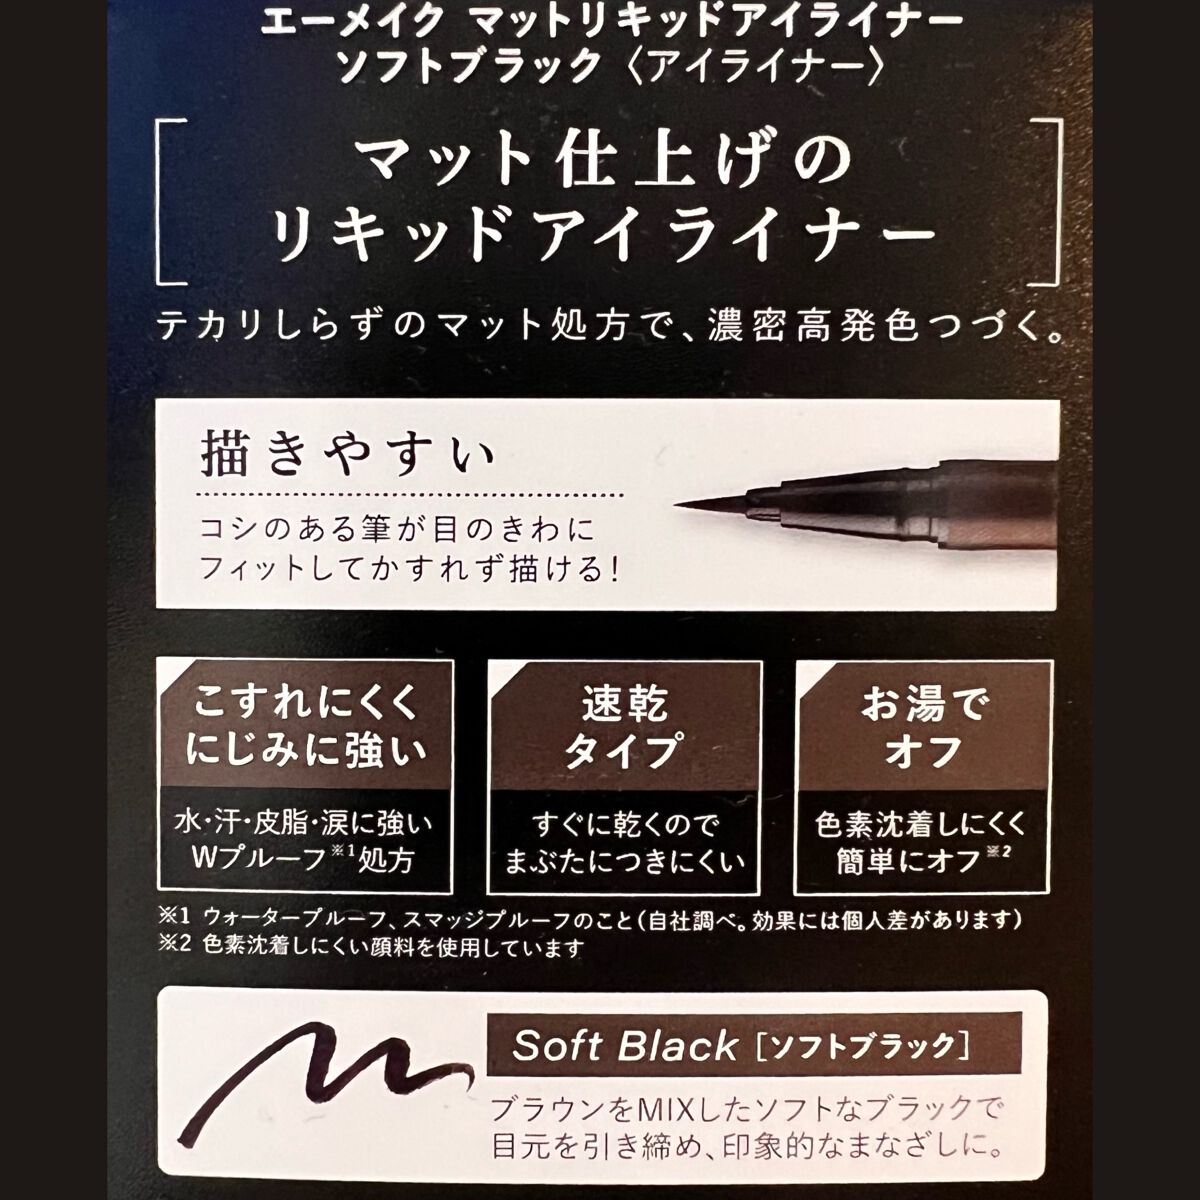 エーメイク マットリキッドアイライナー
ソフトブラック〈アイライナー〉
マット仕上げの
リキッドアイライナー
テカリしらずのマット処方で、濃密高発色つづく。
描きやすい
コシのある筆が目のきわに
フィットしてかすれず描ける!
こすれにくく
にじみに強い
水・汗・皮脂・涙に強い
Wプルーフ※1処方
速乾
タイプ
すぐに乾くので
まぶたにつきにくい
お湯で
オフ
色素沈着しにくく
簡単にオフ※2
※1 ウォータープルーフ、スマッジプルーフのこと(自社調べ。効果には個人差があります)
※2 色素沈着しにくい顔料を使用しています
Soft Black [ソフトブラック]
ブラウンをMIXしたソフトなブラックで
目元を引き締め、印象的なまなざしに。